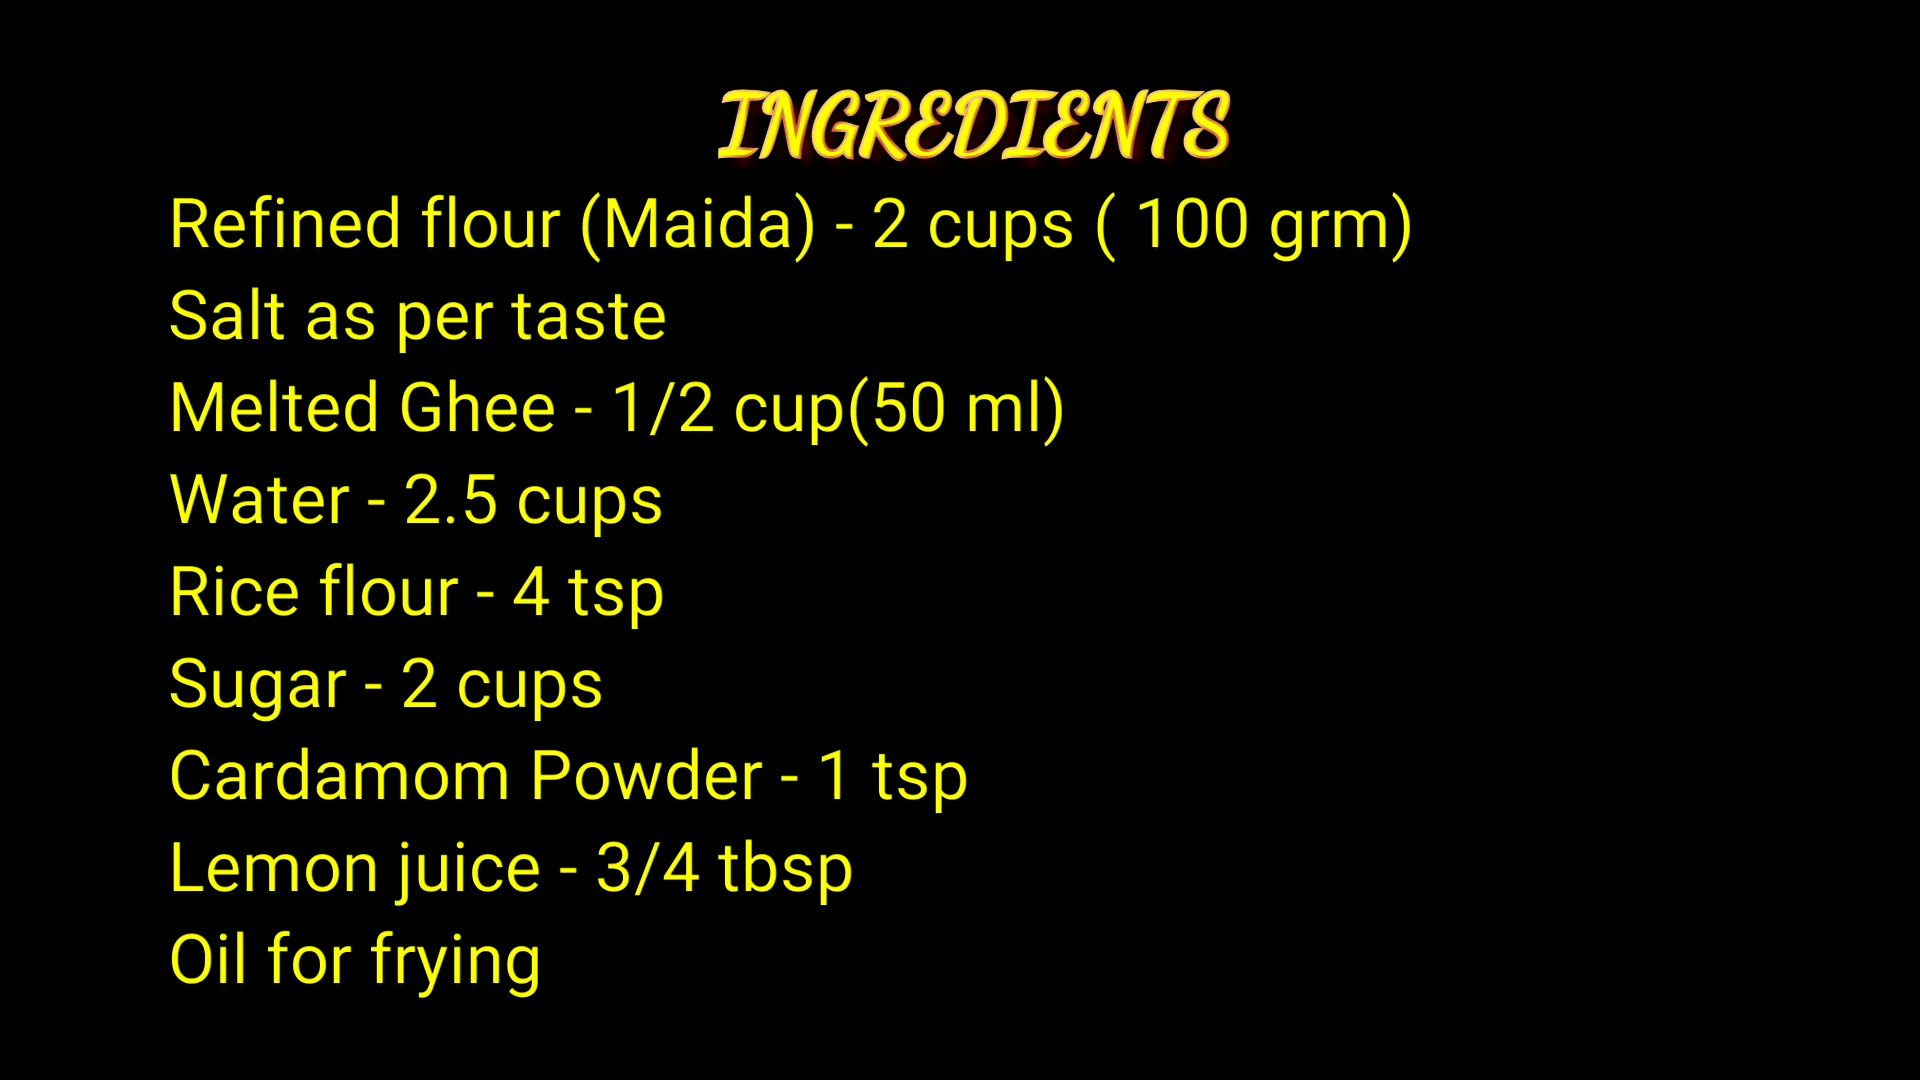 INGREDIENTS
Refined flour (Maida) - 2 cups ( 100 grm)
Salt as per taste
Melted Ghee - 1/2 cup(50 ml)
Water - 2.5 cups
Rice flour - 4 tsp
Sugar - 2 cups
Cardamom Powder - 1 tsp
Lemon juice - 3/4 tbsp
Oil for frying